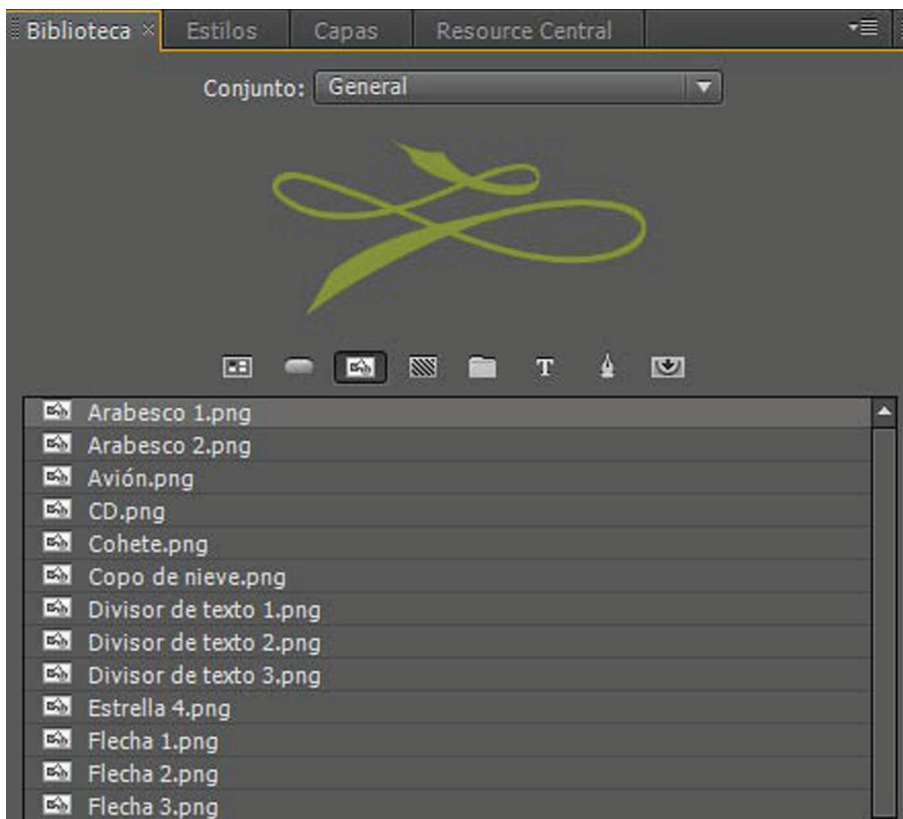 Biblioteca × Estilos Capas Resource Central
Conjunto: General
T
Arabesco 1.png
Arabesco 2.png
Avión.png
CD.png
Cohete.png
Copo de nieve.png
Divisor de texto 1.png
Divisor de texto 2.png
Divisor de texto 3.png
Estrella 4.png
Flecha 1.png
Flecha 2.png
Flecha 3.png